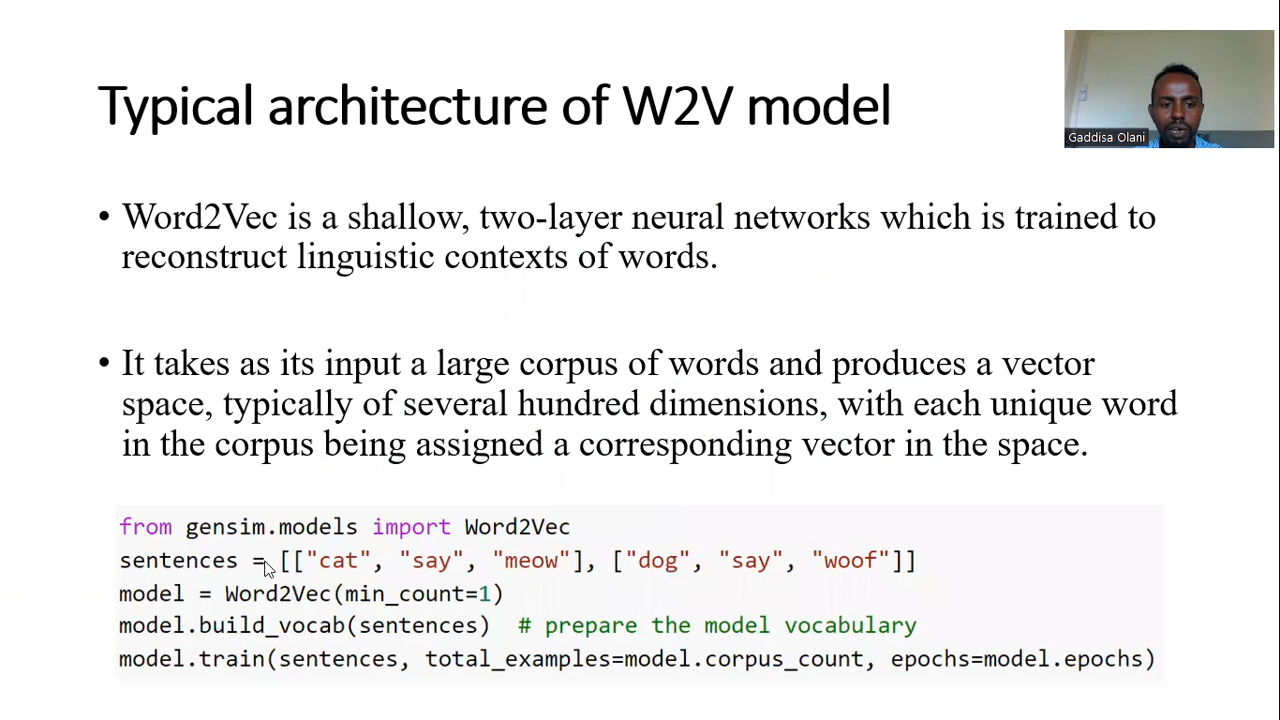 Typical architecture of W2V model
Gaddisa Olani
• Word2Vec is a shallow, two-layer neural networks which is trained to
reconstruct linguistic contexts of words.
• It takes as its input a large corpus of words and produces a vector
space, typically of several hundred dimensions, with each unique word
in the corpus being assigned a corresponding vector in the space.
from gensim.models import Word2Vec
sentences = [["cat", "say", "meow"], ["dog", "say", "woof"]]
model = Word2Vec(min_count=1)
model.build_vocab(sentences)  # prepare the model vocabulary
model.train(sentences, total_examples=model.corpus_count, epochs=model.epochs)